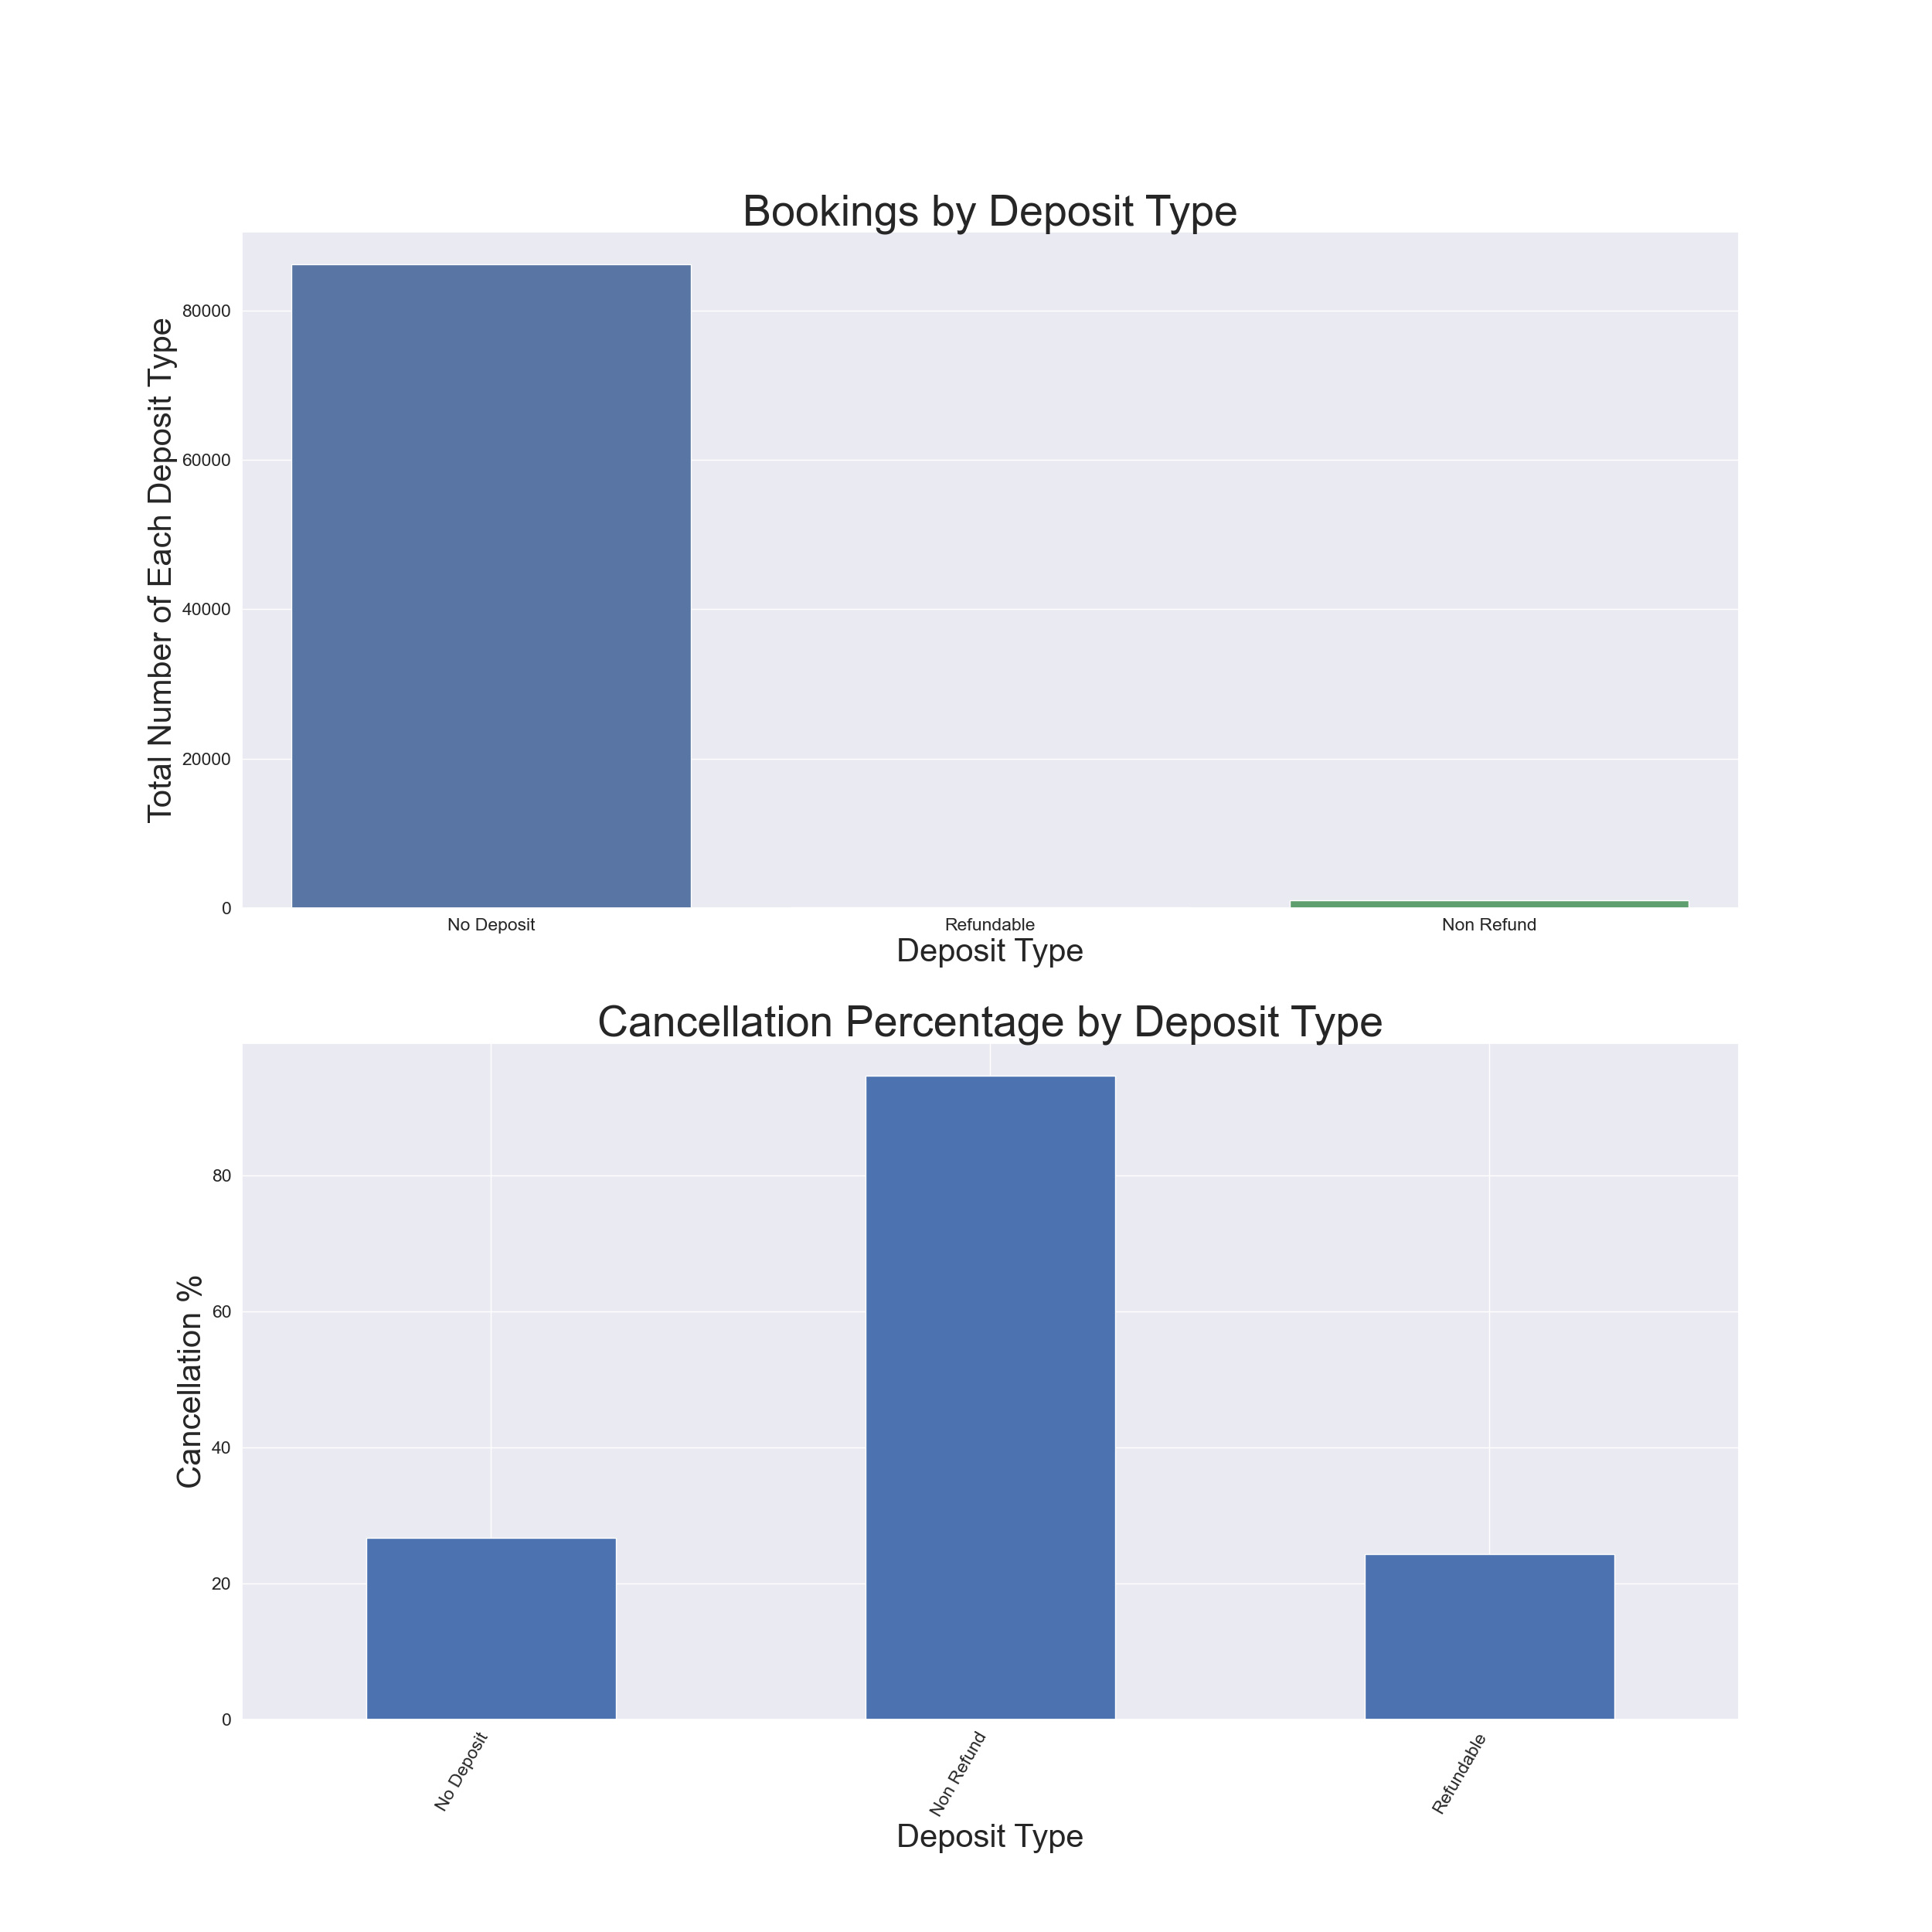 Bookings by Deposit Type
Total Number of Each Deposit Type
80000
60000
40000
20000
0
No Deposit
Refundable
Non Refund
Deposit Type
Cancellation Percentage by Deposit Type
Cancellation %
80
60
40
20
0
No Deposit
Non Refund
Refundable
Deposit Type